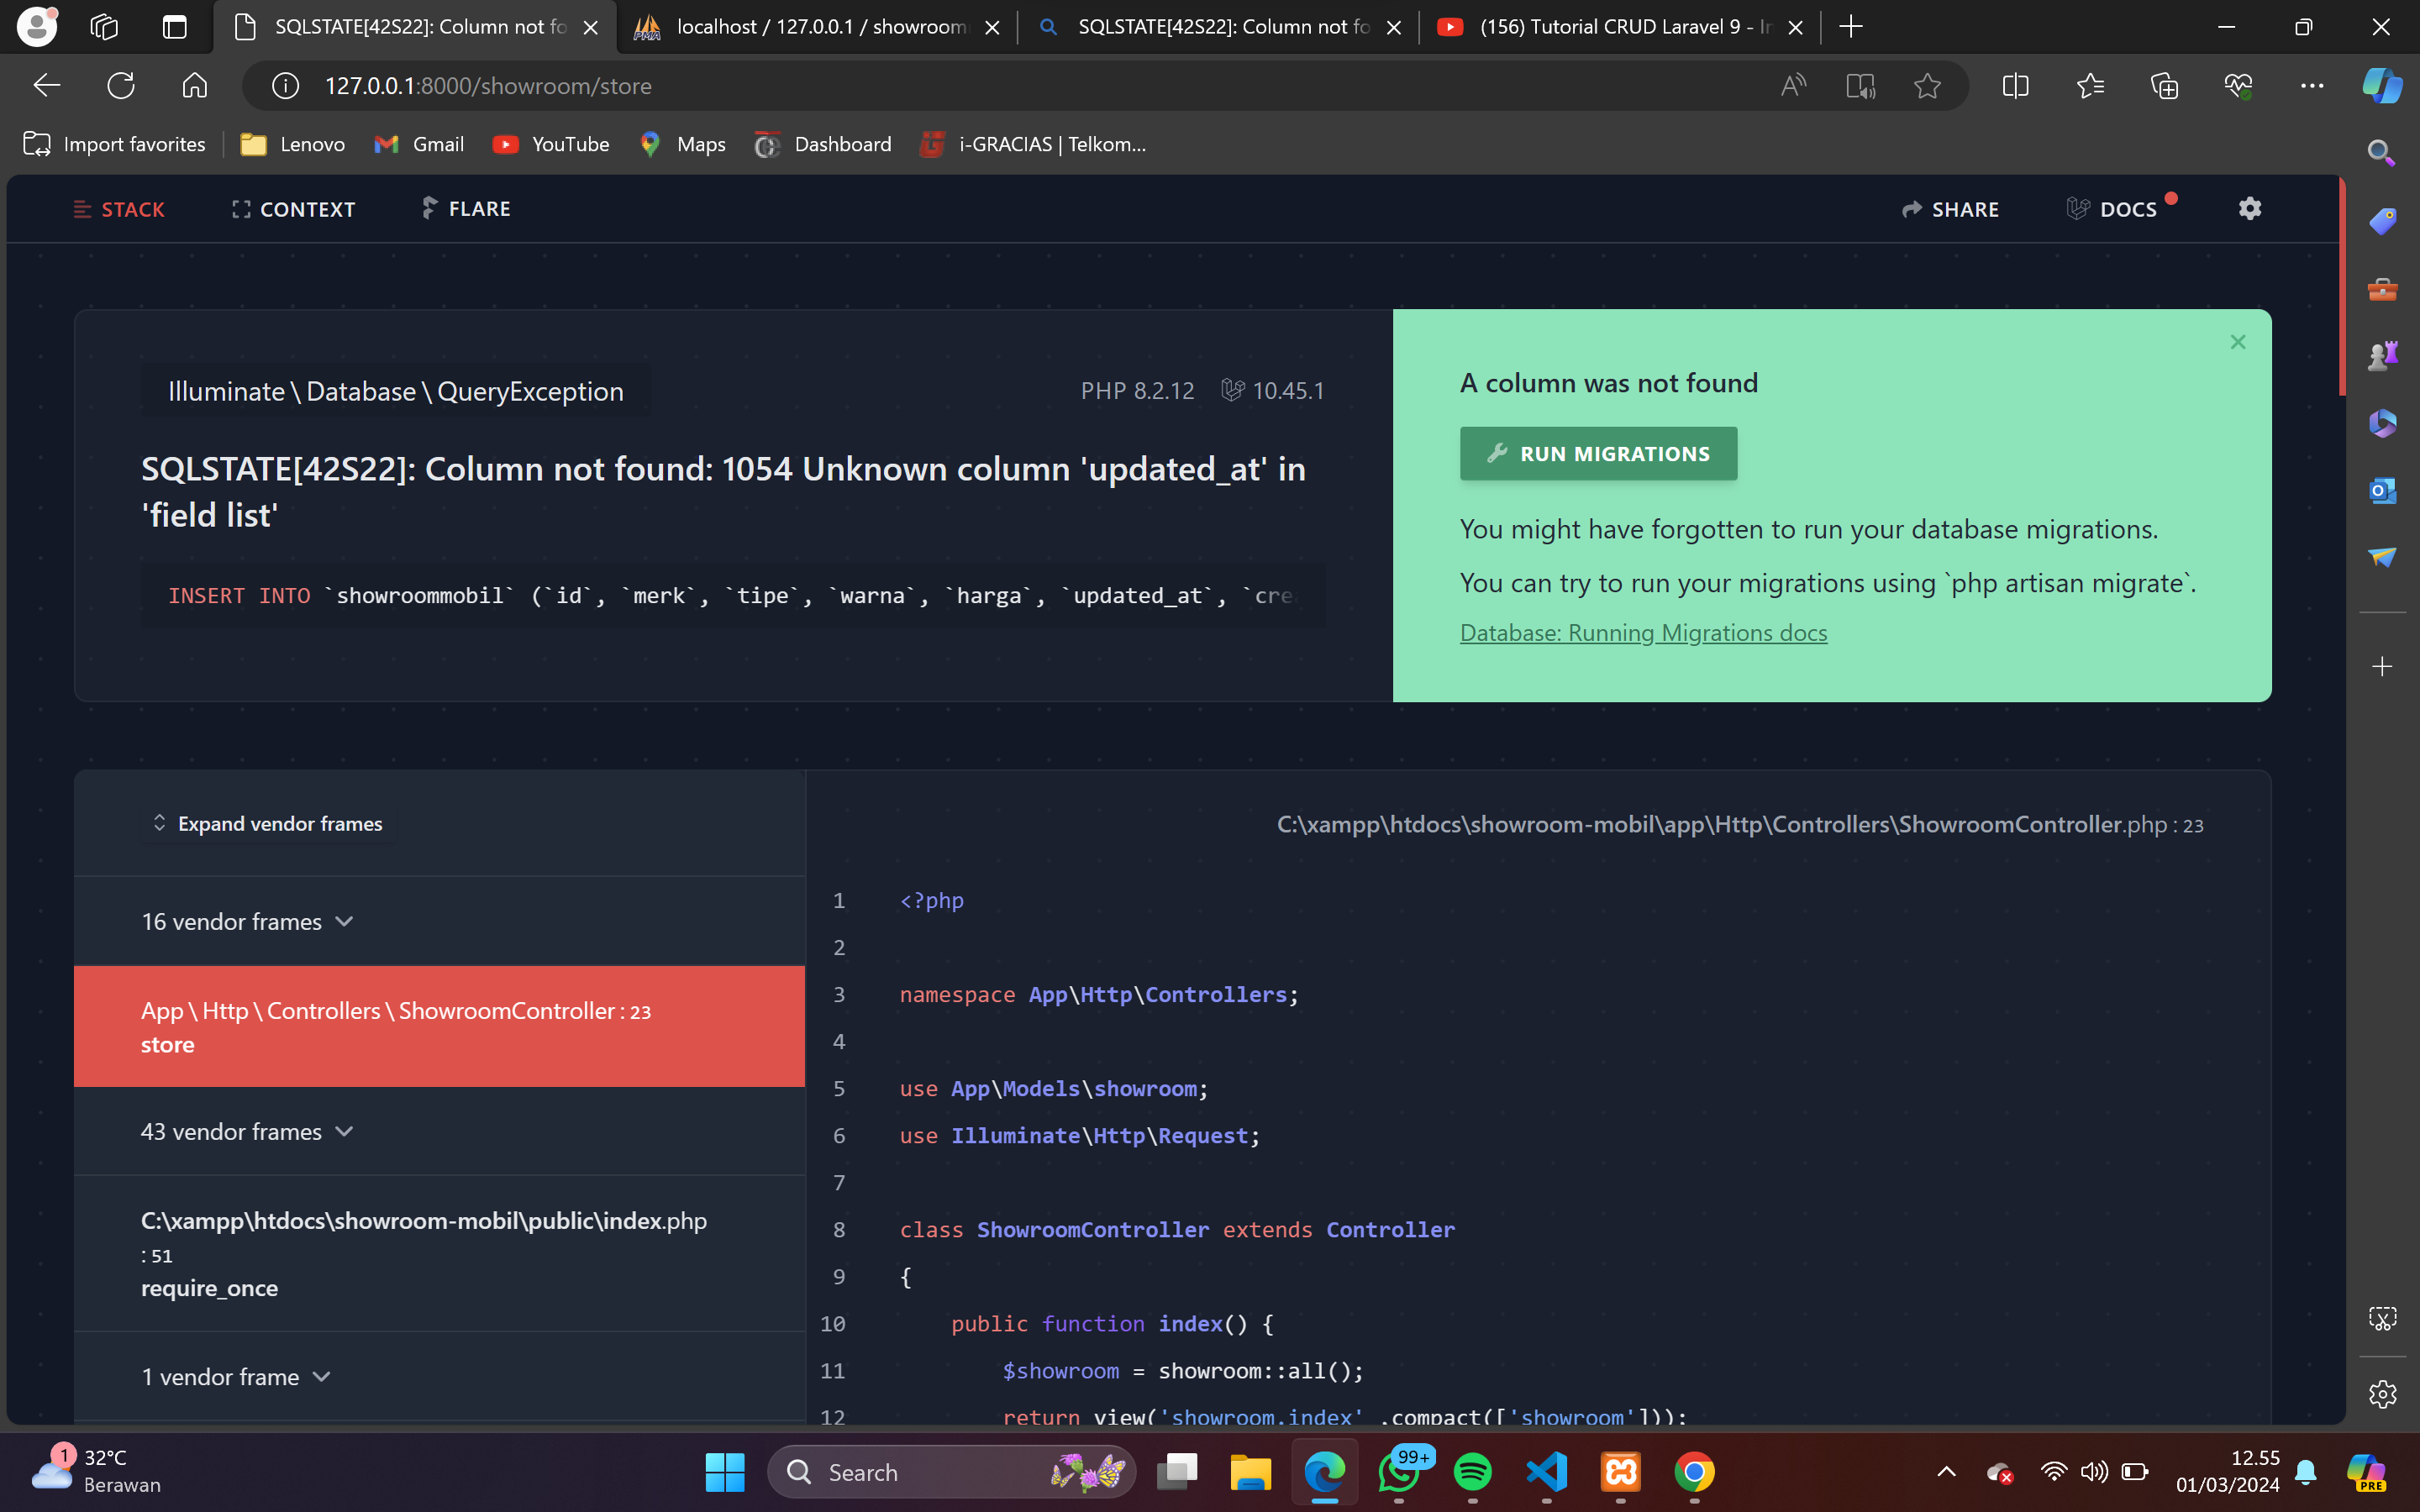 SQLSTATE[42S22]: Column not fo
localhost / 127.0.0.1 / showroom
SQLSTATE[42S22]: Column not fo
(156) Tutorial CRUD Laravel 9 - In
127.0.0.1:8000/showroom/store
Import favorites
Lenovo
Gmail
YouTube
Maps
Dashboard
i-GRACIAS | Telkom...
STACK
CONTEXT
FLARE
SHARE
DOCS
Illuminate \ Database \ QueryException
PHP 8.2.12
10.45.1
SQLSTATE[42S22]: Column not found: 1054 Unknown column 'updated_at' in
'field list'
INSERT INTO `showroommobil` (`id`, `merk`, `tipe`, `warna`, `harga`, `updated_at`, `cre
A column was not found
RUN MIGRATIONS
You might have forgotten to run your database migrations.
You can try to run your migrations using `php artisan migrate`.
Database: Running Migrations docs
Expand vendor frames
16 vendor frames
App \ Http \ Controllers \ ShowroomController : 23
store
43 vendor frames
C:\xampp\htdocs\showroom-mobil\public\index.php
: 51
require_once
1 vendor frame
C:\xampp\htdocs\showroom-mobil\app\Http\Controllers\ShowroomController.php : 23
1 <?php
2
3 namespace App\Http\Controllers;
4
5 use App\Models\showroom;
6 use Illuminate\Http\Request;
7
8 class ShowroomController extends Controller
9 {
10 public function index() {
11 $showroom = showroom::all();
12 return view('showroom.index' ,compact(['showroom']));
1
32°C
Berawan
Search
99+
12.55
01/03/2024
PRE